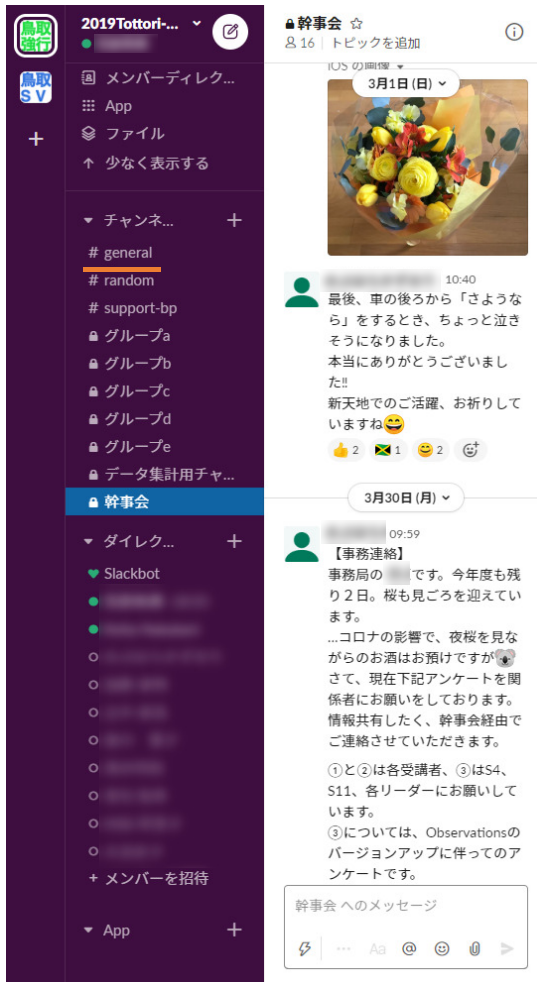 鳥取
強行
鳥取
SV
2019Tottori-...
メンバーディレク...
App
ファイル
少なく表示する
チャンネ...
# general
# random
# support-bp
グループa
グループb
グループc
グループd
グループe
データ集計用チャ...
幹事会
ダイレク...
Slackbot
+ メンバーを招待
App
幹事会
16 | トピックを追加
iOS の画像
3月1日 (日)
10:40
最後、車の後ろから「さような
ら」をするとき、ちょっと泣き
そうになりました。
本当にありがとうございまし
た‼
新天地でのご活躍、お祈りして
いますね😄
👍 2 🇯🇲 1 😄 2
3月30日 (月)
09:59
【事務連絡】
事務局の です。今年度も残
り２日。桜も見ごろを迎えてい
ます。
...コロナの影響で、夜桜を見な
がらのお酒はお預けですが🐨
さて、現在下記アンケートを関
係者にお願いをしております。
情報共有したく、幹事会経由で
ご連絡させていただきます。
①と②は各受講者、③はS4、
S11、各リーダーにお願いして
います。
③については、Observationsの
バージョンアップに伴ってのア
ンケートです。
幹事会 へのメッセージ
Aa @